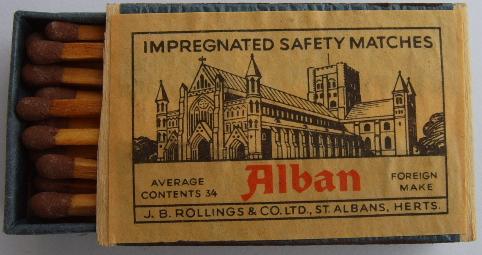 IMPREGNATED SAFETY MATCHES
AVERAGE CONTENTS 34
Alban
FOREIGN MAKE
J. B. ROLLINGS & CO. LTD., ST. ALBANS, HERTS.